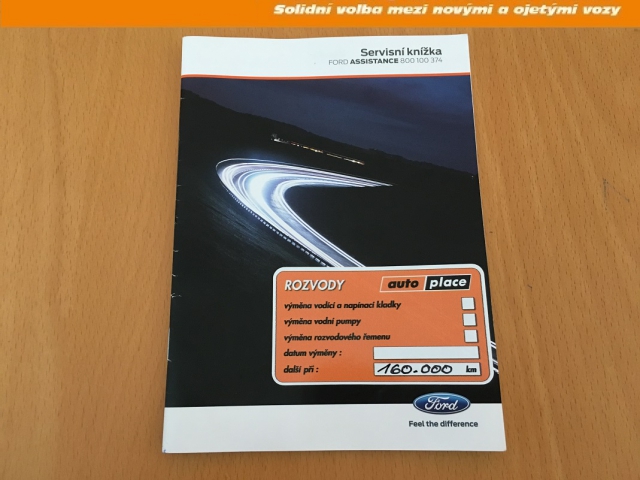 Solidní volba mezi novými a ojetými vozy
Servisní knížka
FORD ASSISTANCE 800 100 374
ROZVODY
auto place
výměna vodící a napínací kladky
výměna vodní pumpy
výměna rozvodového řemenu
datum výměny :
další při : 160.000 km
Ford
Feel the difference